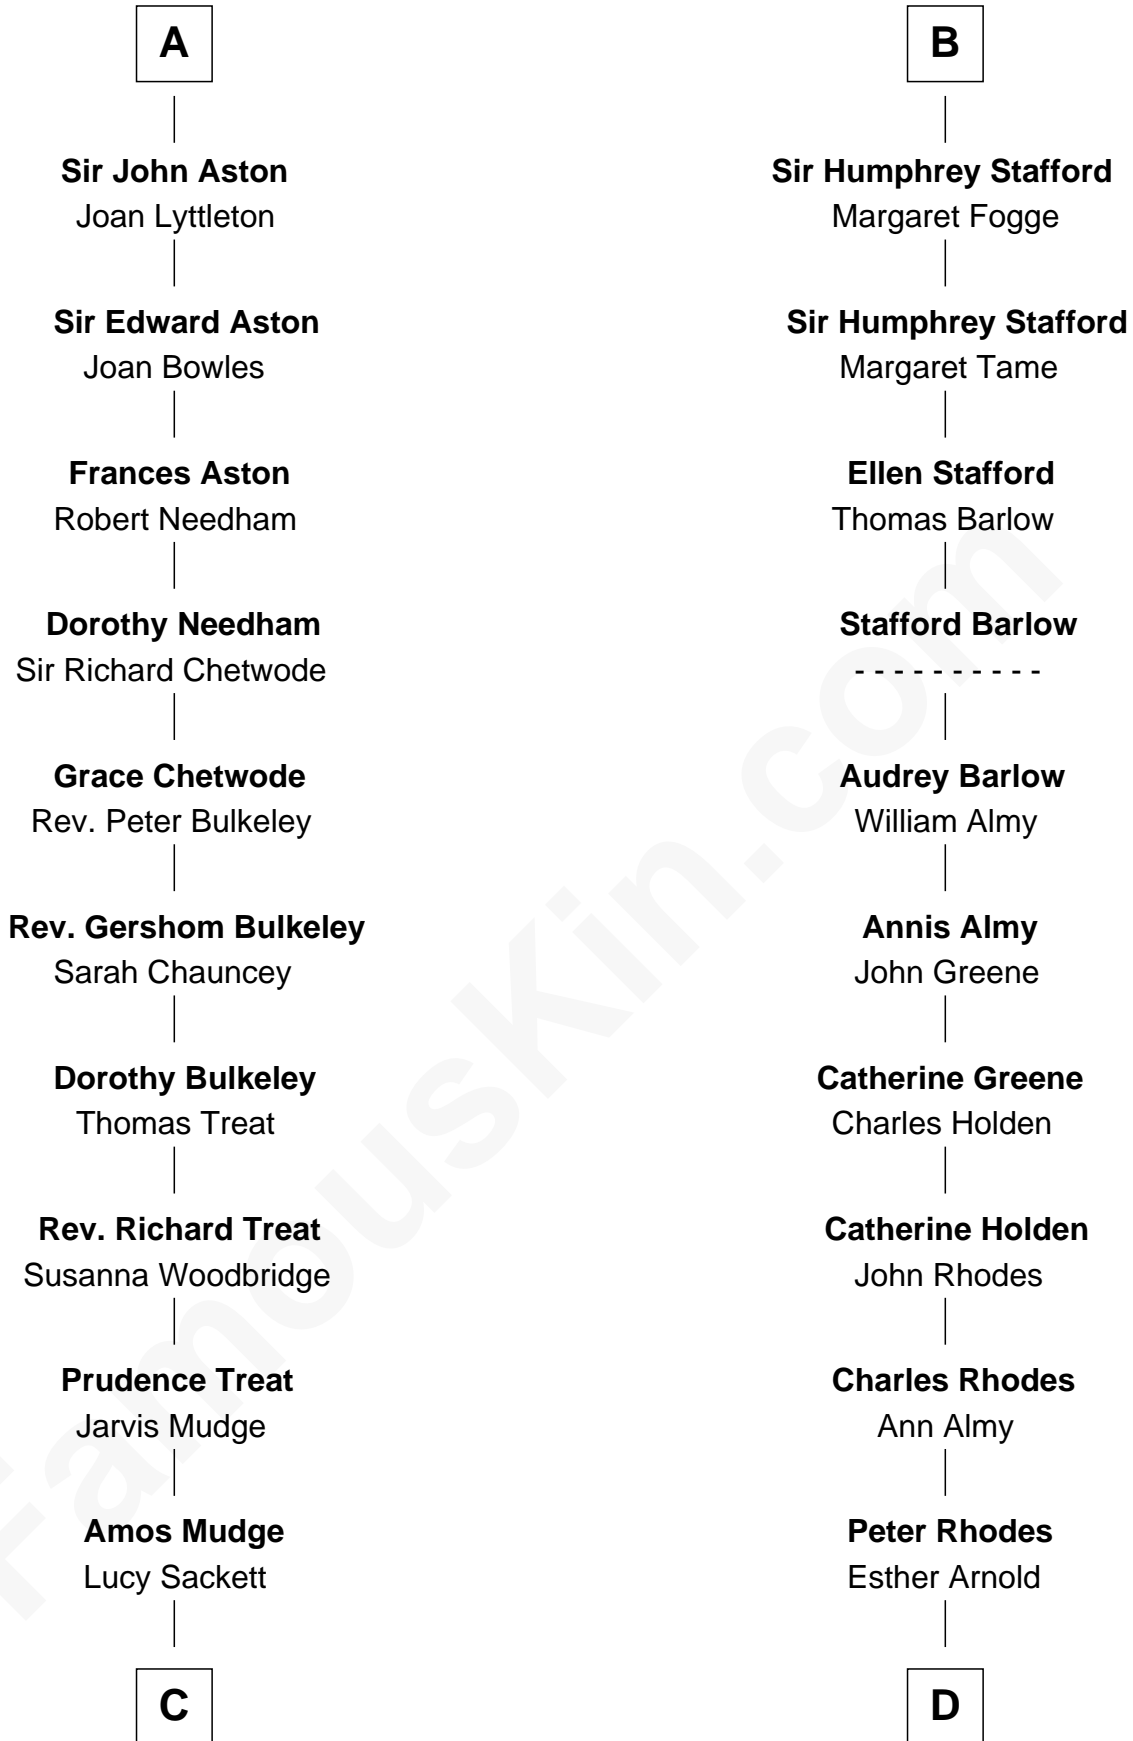 A
Sir John Aston
Joan Lyttleton
Sir Edward Aston
Joan Bowles
Frances Aston
Robert Needham
Dorothy Needham
Sir Richard Chetwode
Grace Chetwode
Rev. Peter Bulkeley
Rev. Gershom Bulkeley
Sarah Chauncey
Dorothy Bulkeley
Thomas Treat
Rev. Richard Treat
Susanna Woodbridge
Prudence Treat
Jarvis Mudge
Amos Mudge
Lucy Sackett
C
B
Sir Humphrey Stafford
Margaret Fogge
Sir Humphrey Stafford
Margaret Tame
Ellen Stafford
Thomas Barlow
Stafford Barlow
- - - - - - - - - -
Audrey Barlow
William Almy
Annis Almy
John Greene
Catherine Greene
Charles Holden
Catherine Holden
John Rhodes
Charles Rhodes
Ann Almy
Peter Rhodes
Esther Arnold
D
FamousKin.com